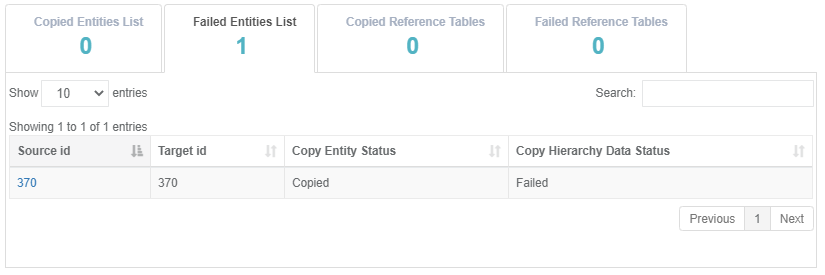 Copied Entities List Failed Entities List Copied Reference Tables Failed Reference Tables
0 1 0 0
Show 10 entries Search:
Showing 1 to 1 of 1 entries
Source id Target id Copy Entity Status Copy Hierarchy Data Status
370 370 Copied Failed
Previous 1 Next